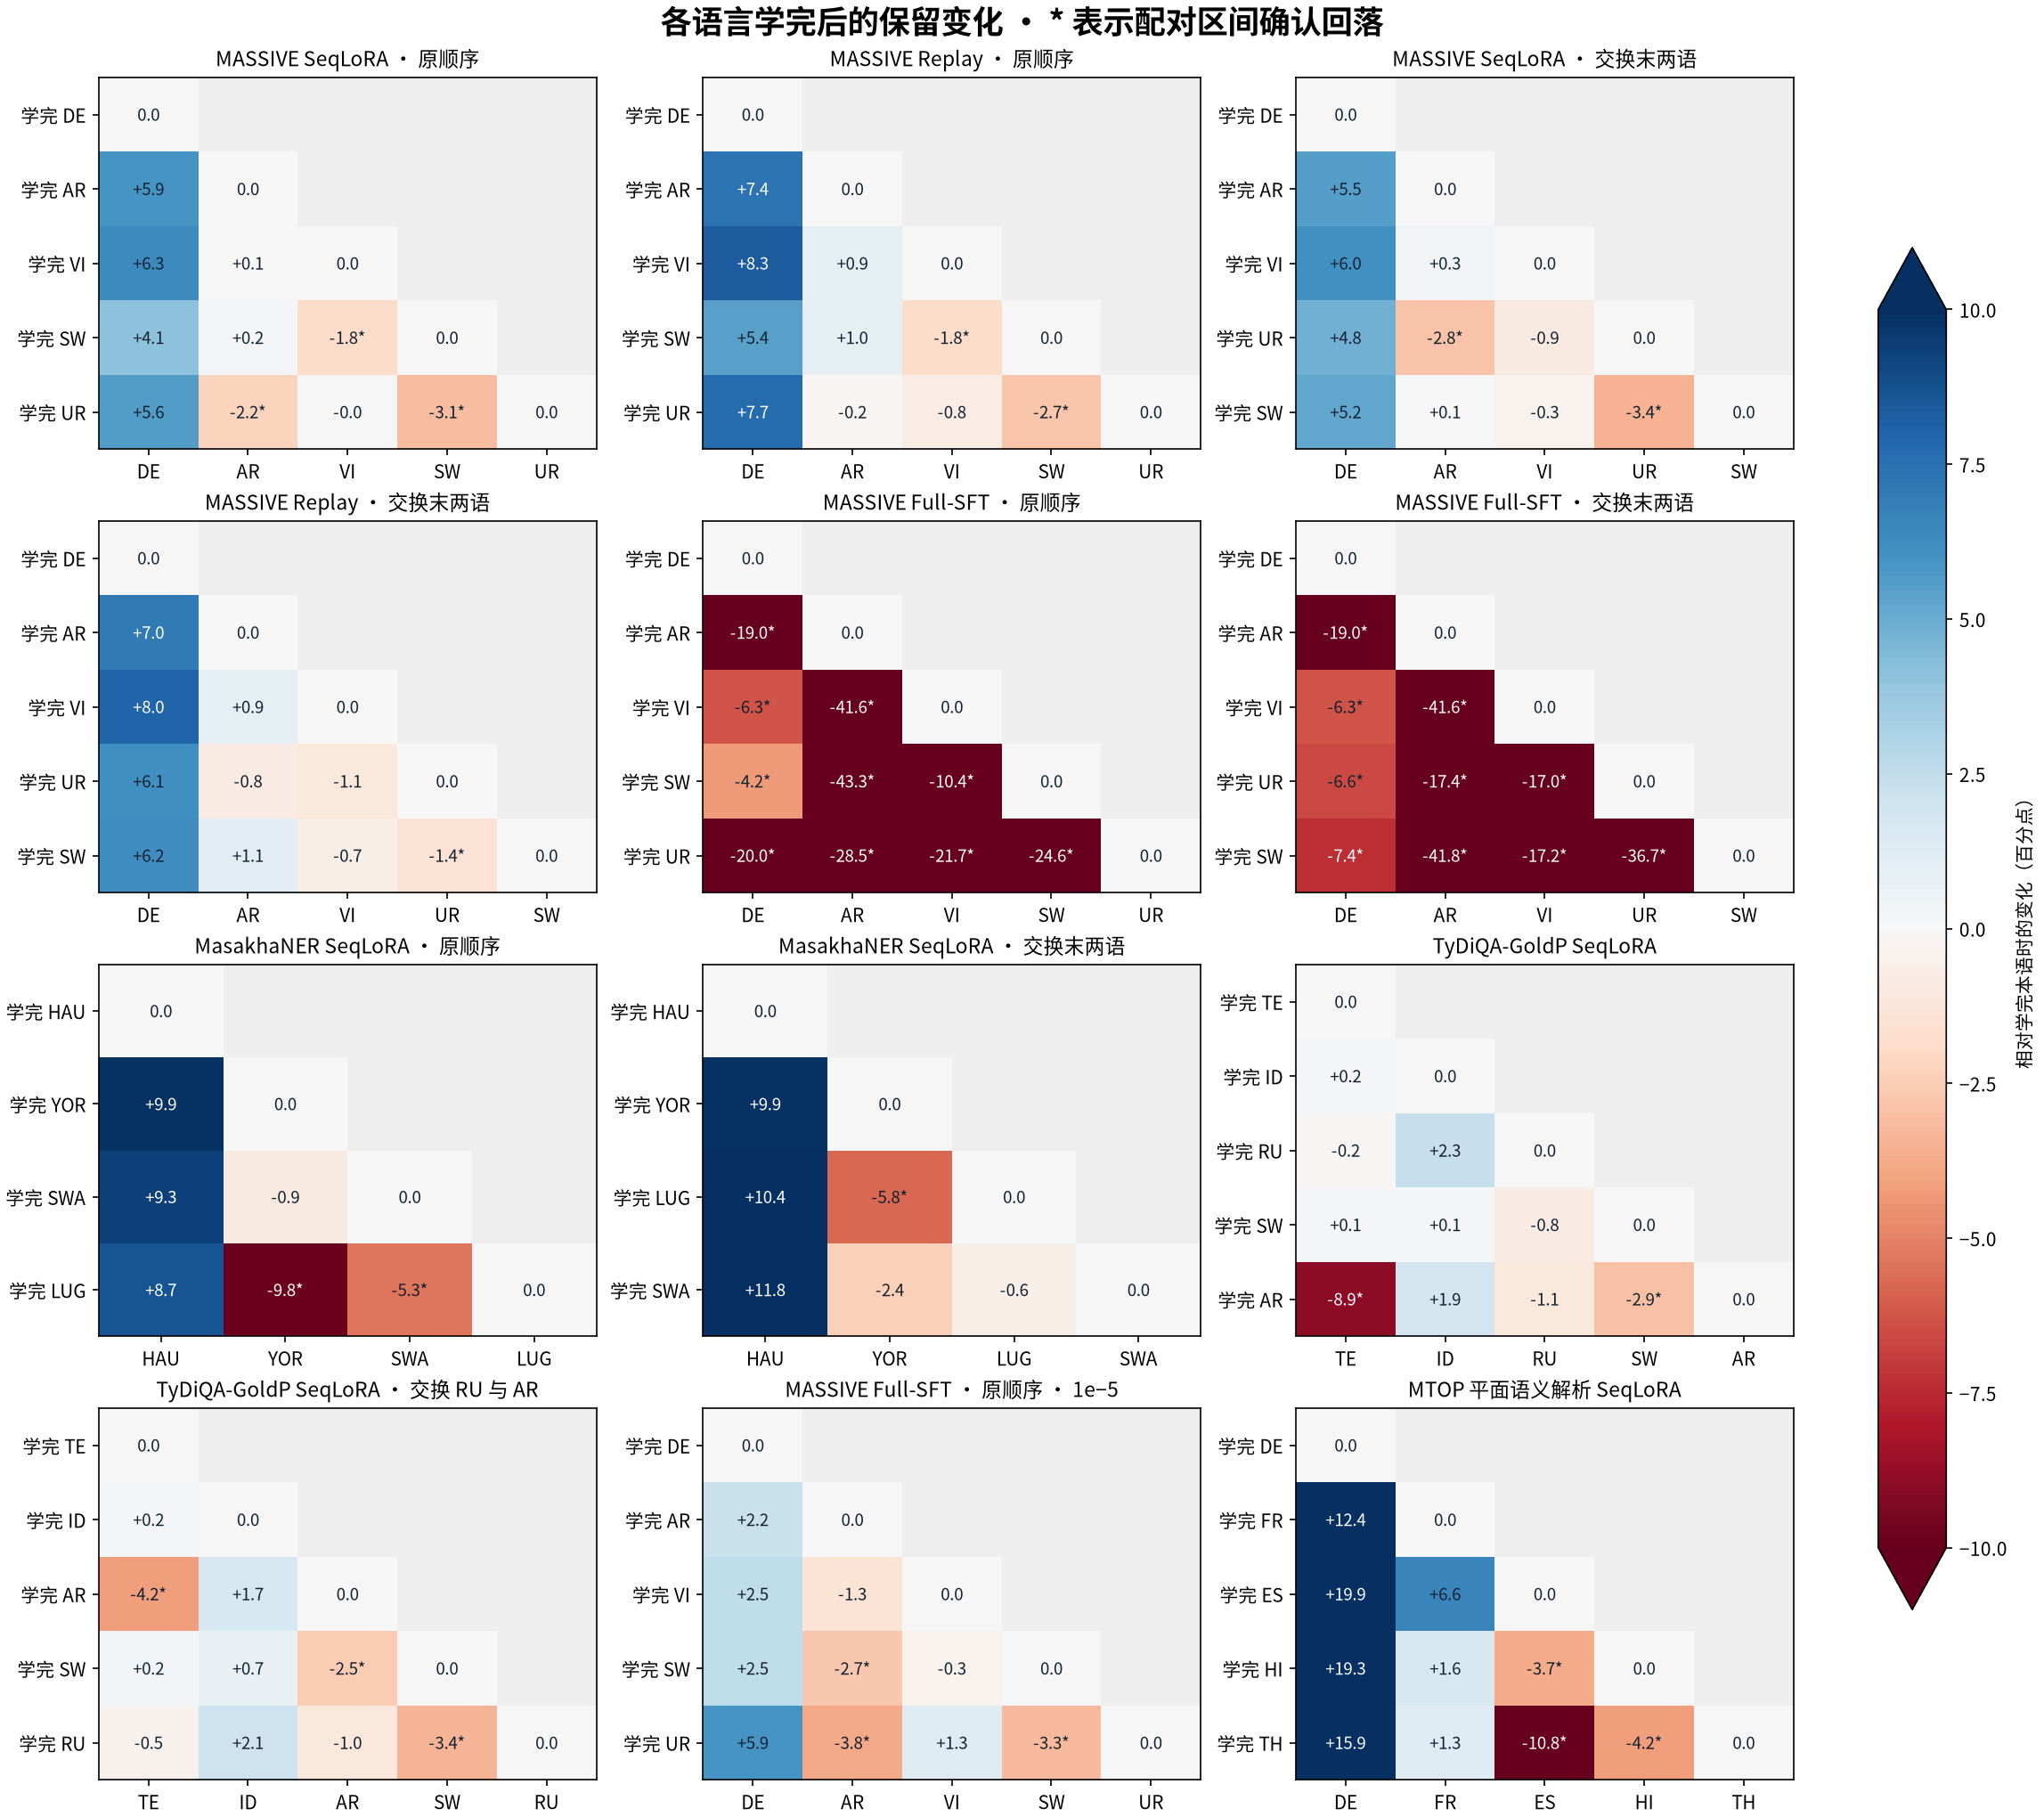 各语言学完后的保留变化 · * 表示配对区间确认回落
MASSIVE SeqLoRA · 原顺序
学完 DE 0.0
学完 AR +5.9 0.0
学完 VI +6.3 +0.1 0.0
学完 SW +4.1 +0.2 -1.8* 0.0
学完 UR +5.6 -2.2* -0.0 -3.1* 0.0
DE AR VI SW UR
MASSIVE Replay · 原顺序
学完 DE 0.0
学完 AR +7.4 0.0
学完 VI +8.3 +0.9 0.0
学完 SW +5.4 +1.0 -1.8* 0.0
学完 UR +7.7 -0.2 -0.8 -2.7* 0.0
DE AR VI SW UR
MASSIVE SeqLoRA · 交换末两语
学完 DE 0.0
学完 AR +5.5 0.0
学完 VI +6.0 +0.3 0.0
学完 UR +4.8 -2.8* -0.9 0.0
学完 SW +5.2 +0.1 -0.3 -3.4* 0.0
DE AR VI UR SW
MASSIVE Replay · 交换末两语
学完 DE 0.0
学完 AR +7.0 0.0
学完 VI +8.0 +0.9 0.0
学完 UR +6.1 -0.8 -1.1 0.0
学完 SW +6.2 +1.1 -0.7 -1.4* 0.0
DE AR VI UR SW
MASSIVE Full-SFT · 原顺序
学完 DE 0.0
学完 AR -19.0* 0.0
学完 VI -6.3* -41.6* 0.0
学完 SW -4.2* -43.3* -10.4* 0.0
学完 UR -20.0* -28.5* -21.7* -24.6* 0.0
DE AR VI SW UR
MASSIVE Full-SFT · 交换末两语
学完 DE 0.0
学完 AR -19.0* 0.0
学完 VI -6.3* -41.6* 0.0
学完 UR -6.6* -17.4* -17.0* 0.0
学完 SW -7.4* -41.8* -17.2* -36.7* 0.0
DE AR VI UR SW
MasakhaNER SeqLoRA · 原顺序
学完 HAU 0.0
学完 YOR +9.9 0.0
学完 SWA +9.3 -0.9 0.0
学完 LUG +8.7 -9.8* -5.3* 0.0
HAU YOR SWA LUG
MasakhaNER SeqLoRA · 交换末两语
学完 HAU 0.0
学完 YOR +9.9 0.0
学完 LUG +10.4 -5.8* 0.0
学完 SWA +11.8 -2.4 -0.6 0.0
HAU YOR LUG SWA
TyDiQA-GoldP SeqLoRA
学完 TE 0.0
学完 ID +0.2 0.0
学完 RU -0.2 +2.3 0.0
学完 SW +0.1 +0.1 -0.8 0.0
学完 AR -8.9* +1.9 -1.1 -2.9* 0.0
TE ID RU SW AR
TyDiQA-GoldP SeqLoRA · 交换 RU 与 AR
学完 TE 0.0
学完 ID +0.2 0.0
学完 AR -4.2* +1.7 0.0
学完 SW +0.2 +0.7 -2.5* 0.0
学完 RU -0.5 +2.1 -1.0 -3.4* 0.0
TE ID AR SW RU
MASSIVE Full-SFT · 原顺序 · 1e−5
学完 DE 0.0
学完 AR +2.2 0.0
学完 VI +2.5 -1.3 0.0
学完 SW +2.5 -2.7* -0.3 0.0
学完 UR +5.9 -3.8* +1.3 -3.3* 0.0
DE AR VI SW UR
MTOP 平面语义解析 SeqLoRA
学完 DE 0.0
学完 FR +12.4 0.0
学完 ES +19.9 +6.6 0.0
学完 HI +19.3 +1.6 -3.7* 0.0
学完 TH +15.9 +1.3 -10.8* -4.2* 0.0
DE FR ES HI TH
10.0
7.5
5.0
2.5
0.0
−2.5
−5.0
−7.5
−10.0
相对学完本语时的变化（百分点）